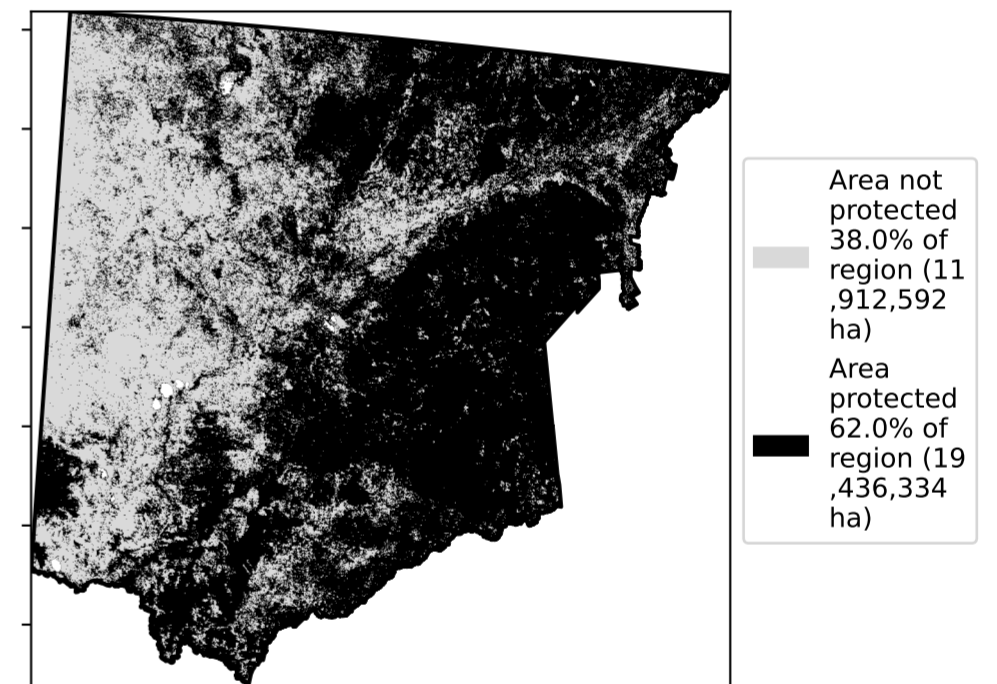 Area not
protected
38.0% of
region (11
,912,592
ha)
Area
protected
62.0% of
region (19
,436,334
ha)